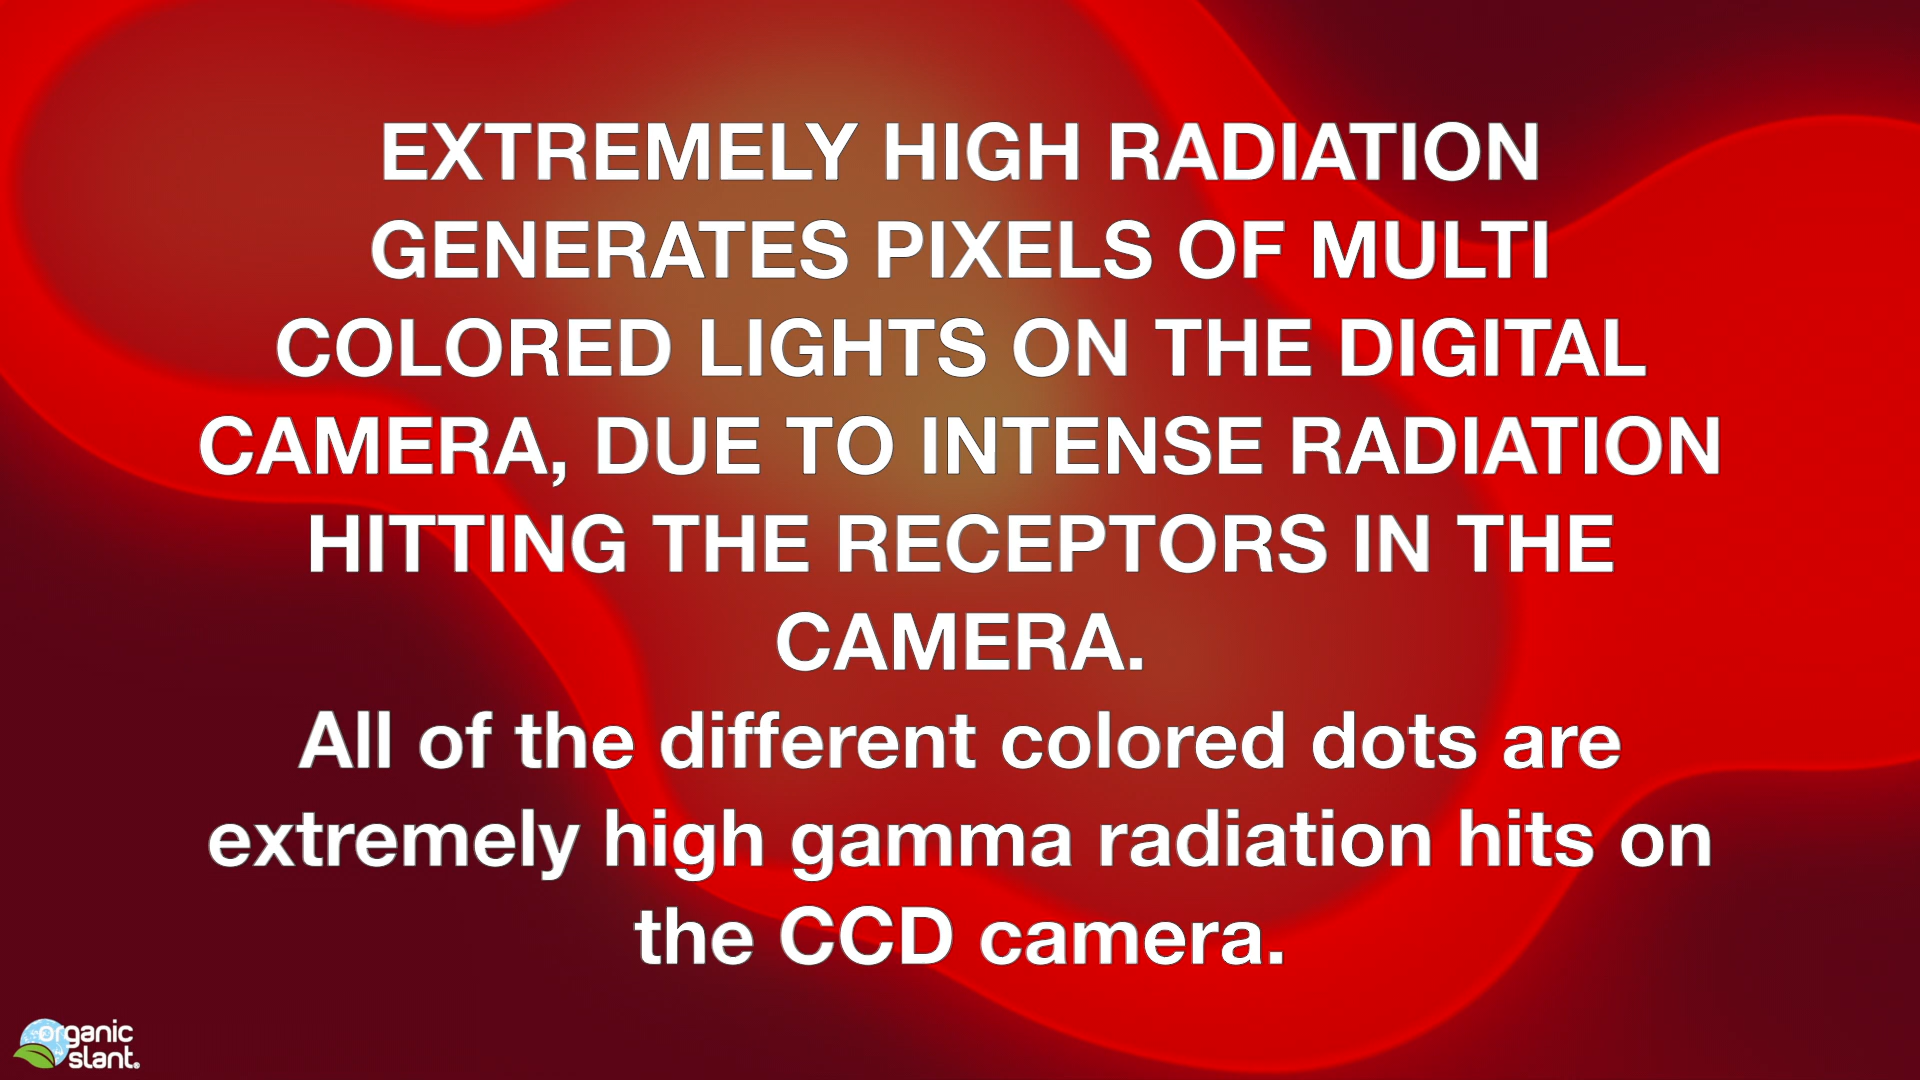 EXTREMELY HIGH RADIATION
GENERATES PIXELS OF MULTI
COLORED LIGHTS ON THE DIGITAL
CAMERA, DUE TO INTENSE RADIATION
HITTING THE RECEPTORS IN THE
CAMERA.
All of the different colored dots are
extremely high gamma radiation hits on
the CCD camera.
organic
slant.